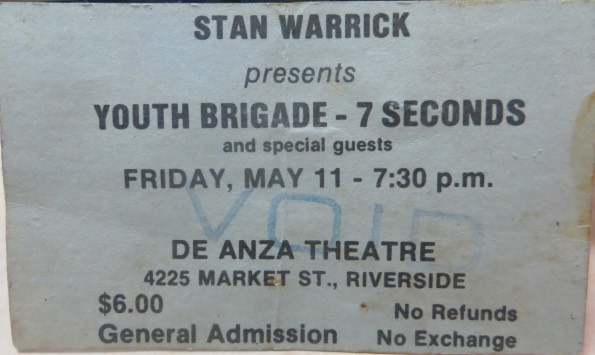 STAN WARRICK
presents
YOUTH BRIGADE - 7 SECONDS
and special guests
FRIDAY, MAY 11 - 7:30 p.m.
VOID
DE ANZA THEATRE
4225 MARKET ST., RIVERSIDE
$6.00 No Refunds
General Admission No Exchange